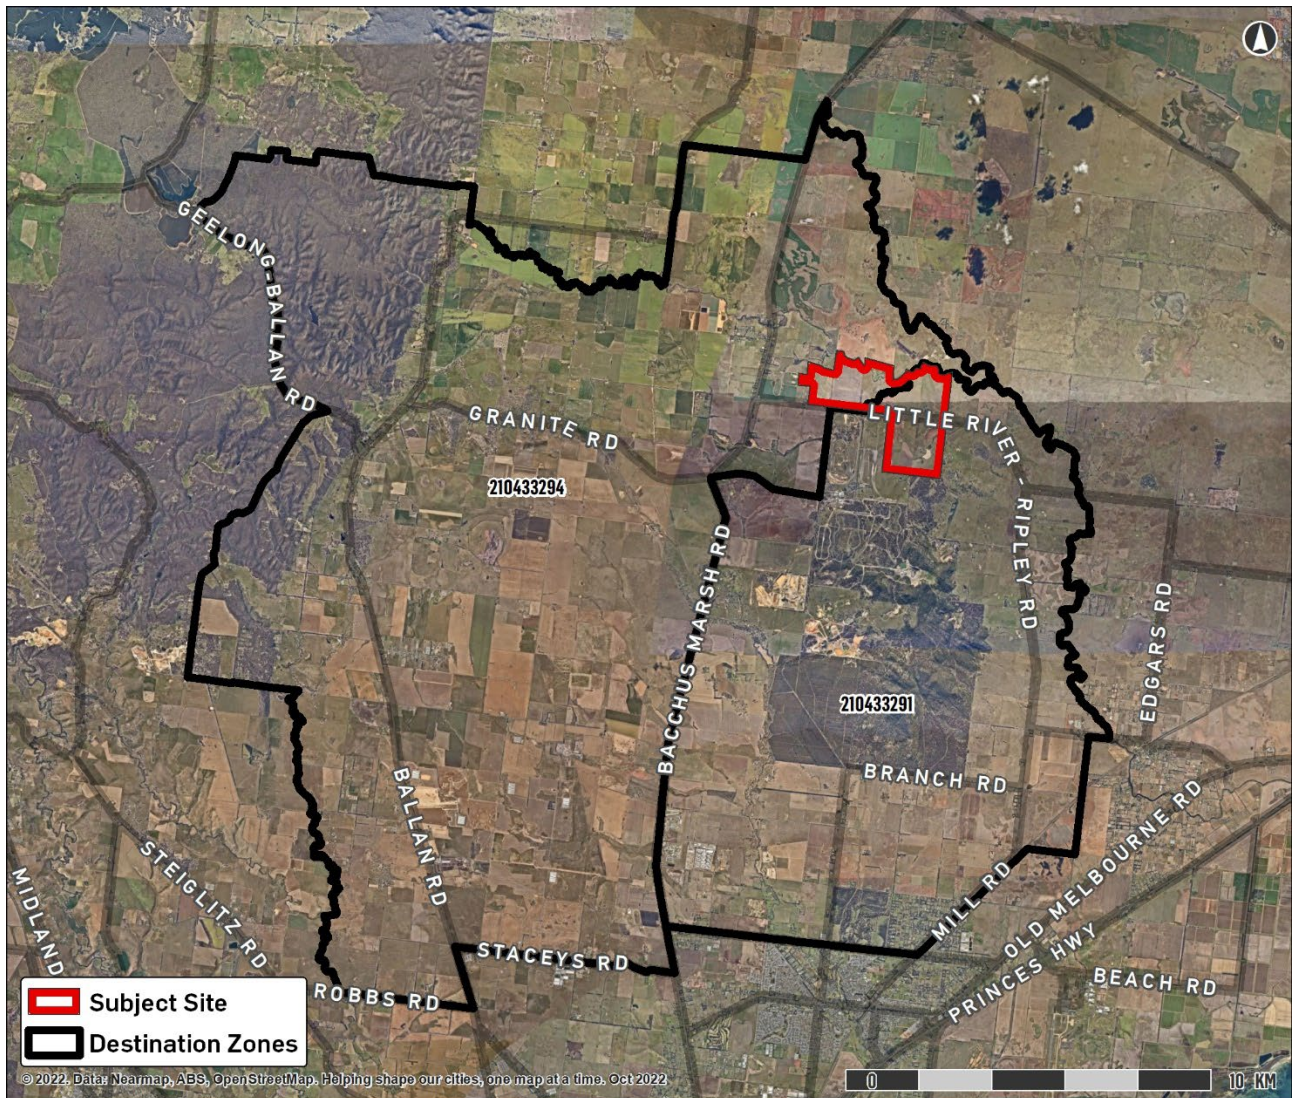 GEELONG-BALLAN RD
GRANITE RD
LITTLE RIVER - RIPLEY RD
210433294
BACCHUS MARSH RD
EDGARS RD
210433291
BRANCH RD
BALLAN RD
STEIGLITZ RD
MIDLAND
MILL RD
OLD MELBOURNE RD
PRINCES HWY
BEACH RD
STACEYS RD
ROBBS RD
Subject Site
Destination Zones
© 2022. Data: Nearmap, ABS, OpenStreetMap. Helping shape our cities, one map at a time. Oct 2022
0 10 KM